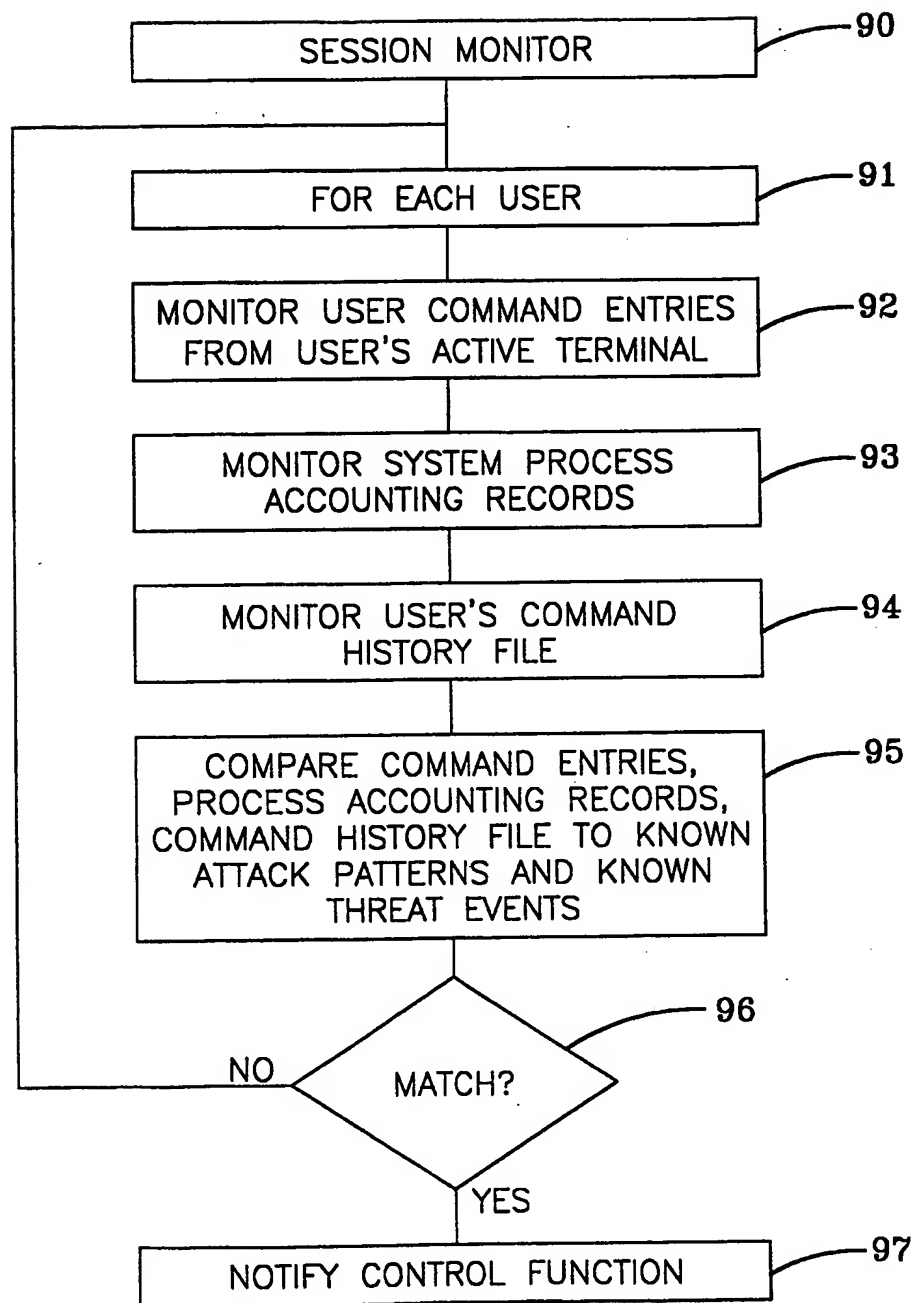 SESSION MONITOR
90
FOR EACH USER
91
MONITOR USER COMMAND ENTRIES
FROM USER'S ACTIVE TERMINAL
92
MONITOR SYSTEM PROCESS
ACCOUNTING RECORDS
93
MONITOR USER'S COMMAND
HISTORY FILE
94
COMPARE COMMAND ENTRIES,
PROCESS ACCOUNTING RECORDS,
COMMAND HISTORY FILE TO KNOWN
ATTACK PATTERNS AND KNOWN
THREAT EVENTS
95
MATCH?
96
NO
YES
NOTIFY CONTROL FUNCTION
97